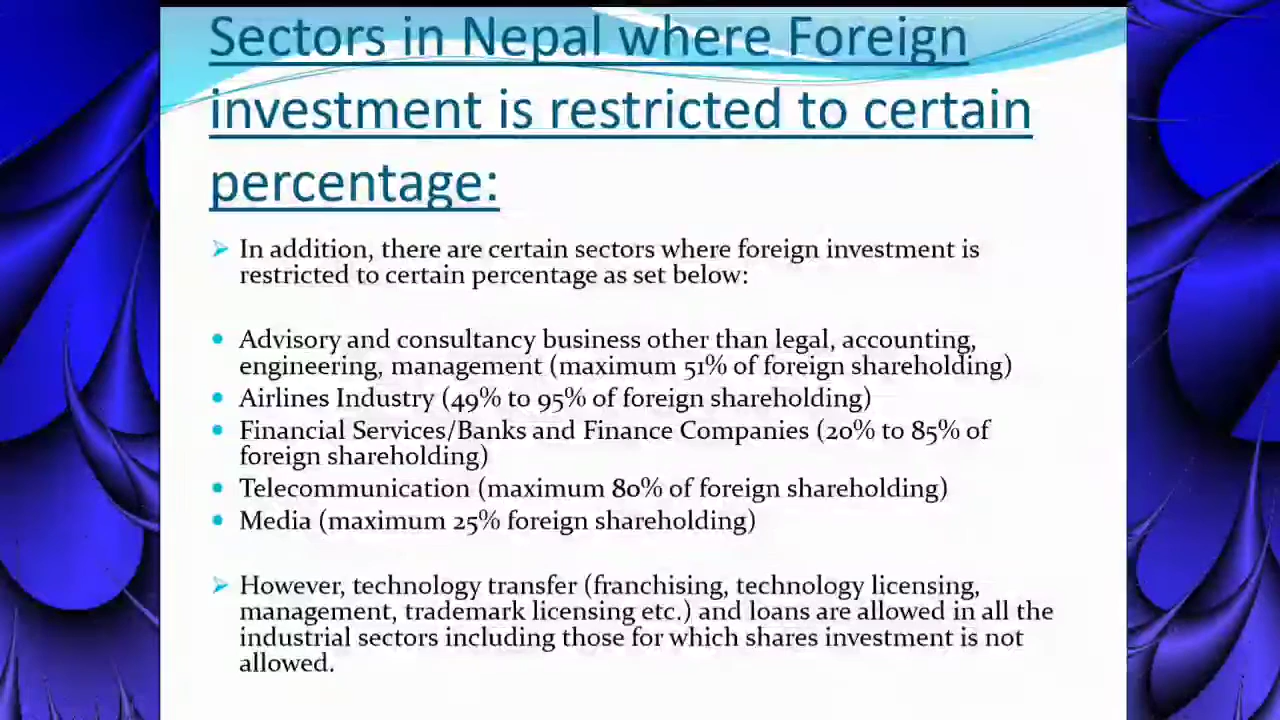 Sectors in Nepal where Foreign
investment is restricted to certain
percentage:
In addition, there are certain sectors where foreign investment is
restricted to certain percentage as set below:
Advisory and consultancy business other than legal, accounting,
engineering, management (maximum 51% of foreign shareholding)
Airlines Industry (49% to 95% of foreign shareholding)
Financial Services/Banks and Finance Companies (20% to 85% of
foreign shareholding)
Telecommunication (maximum 80% of foreign shareholding)
Media (maximum 25% foreign shareholding)
However, technology transfer (franchising, technology licensing,
management, trademark licensing etc.) and loans are allowed in all the
industrial sectors including those for which shares investment is not
allowed.